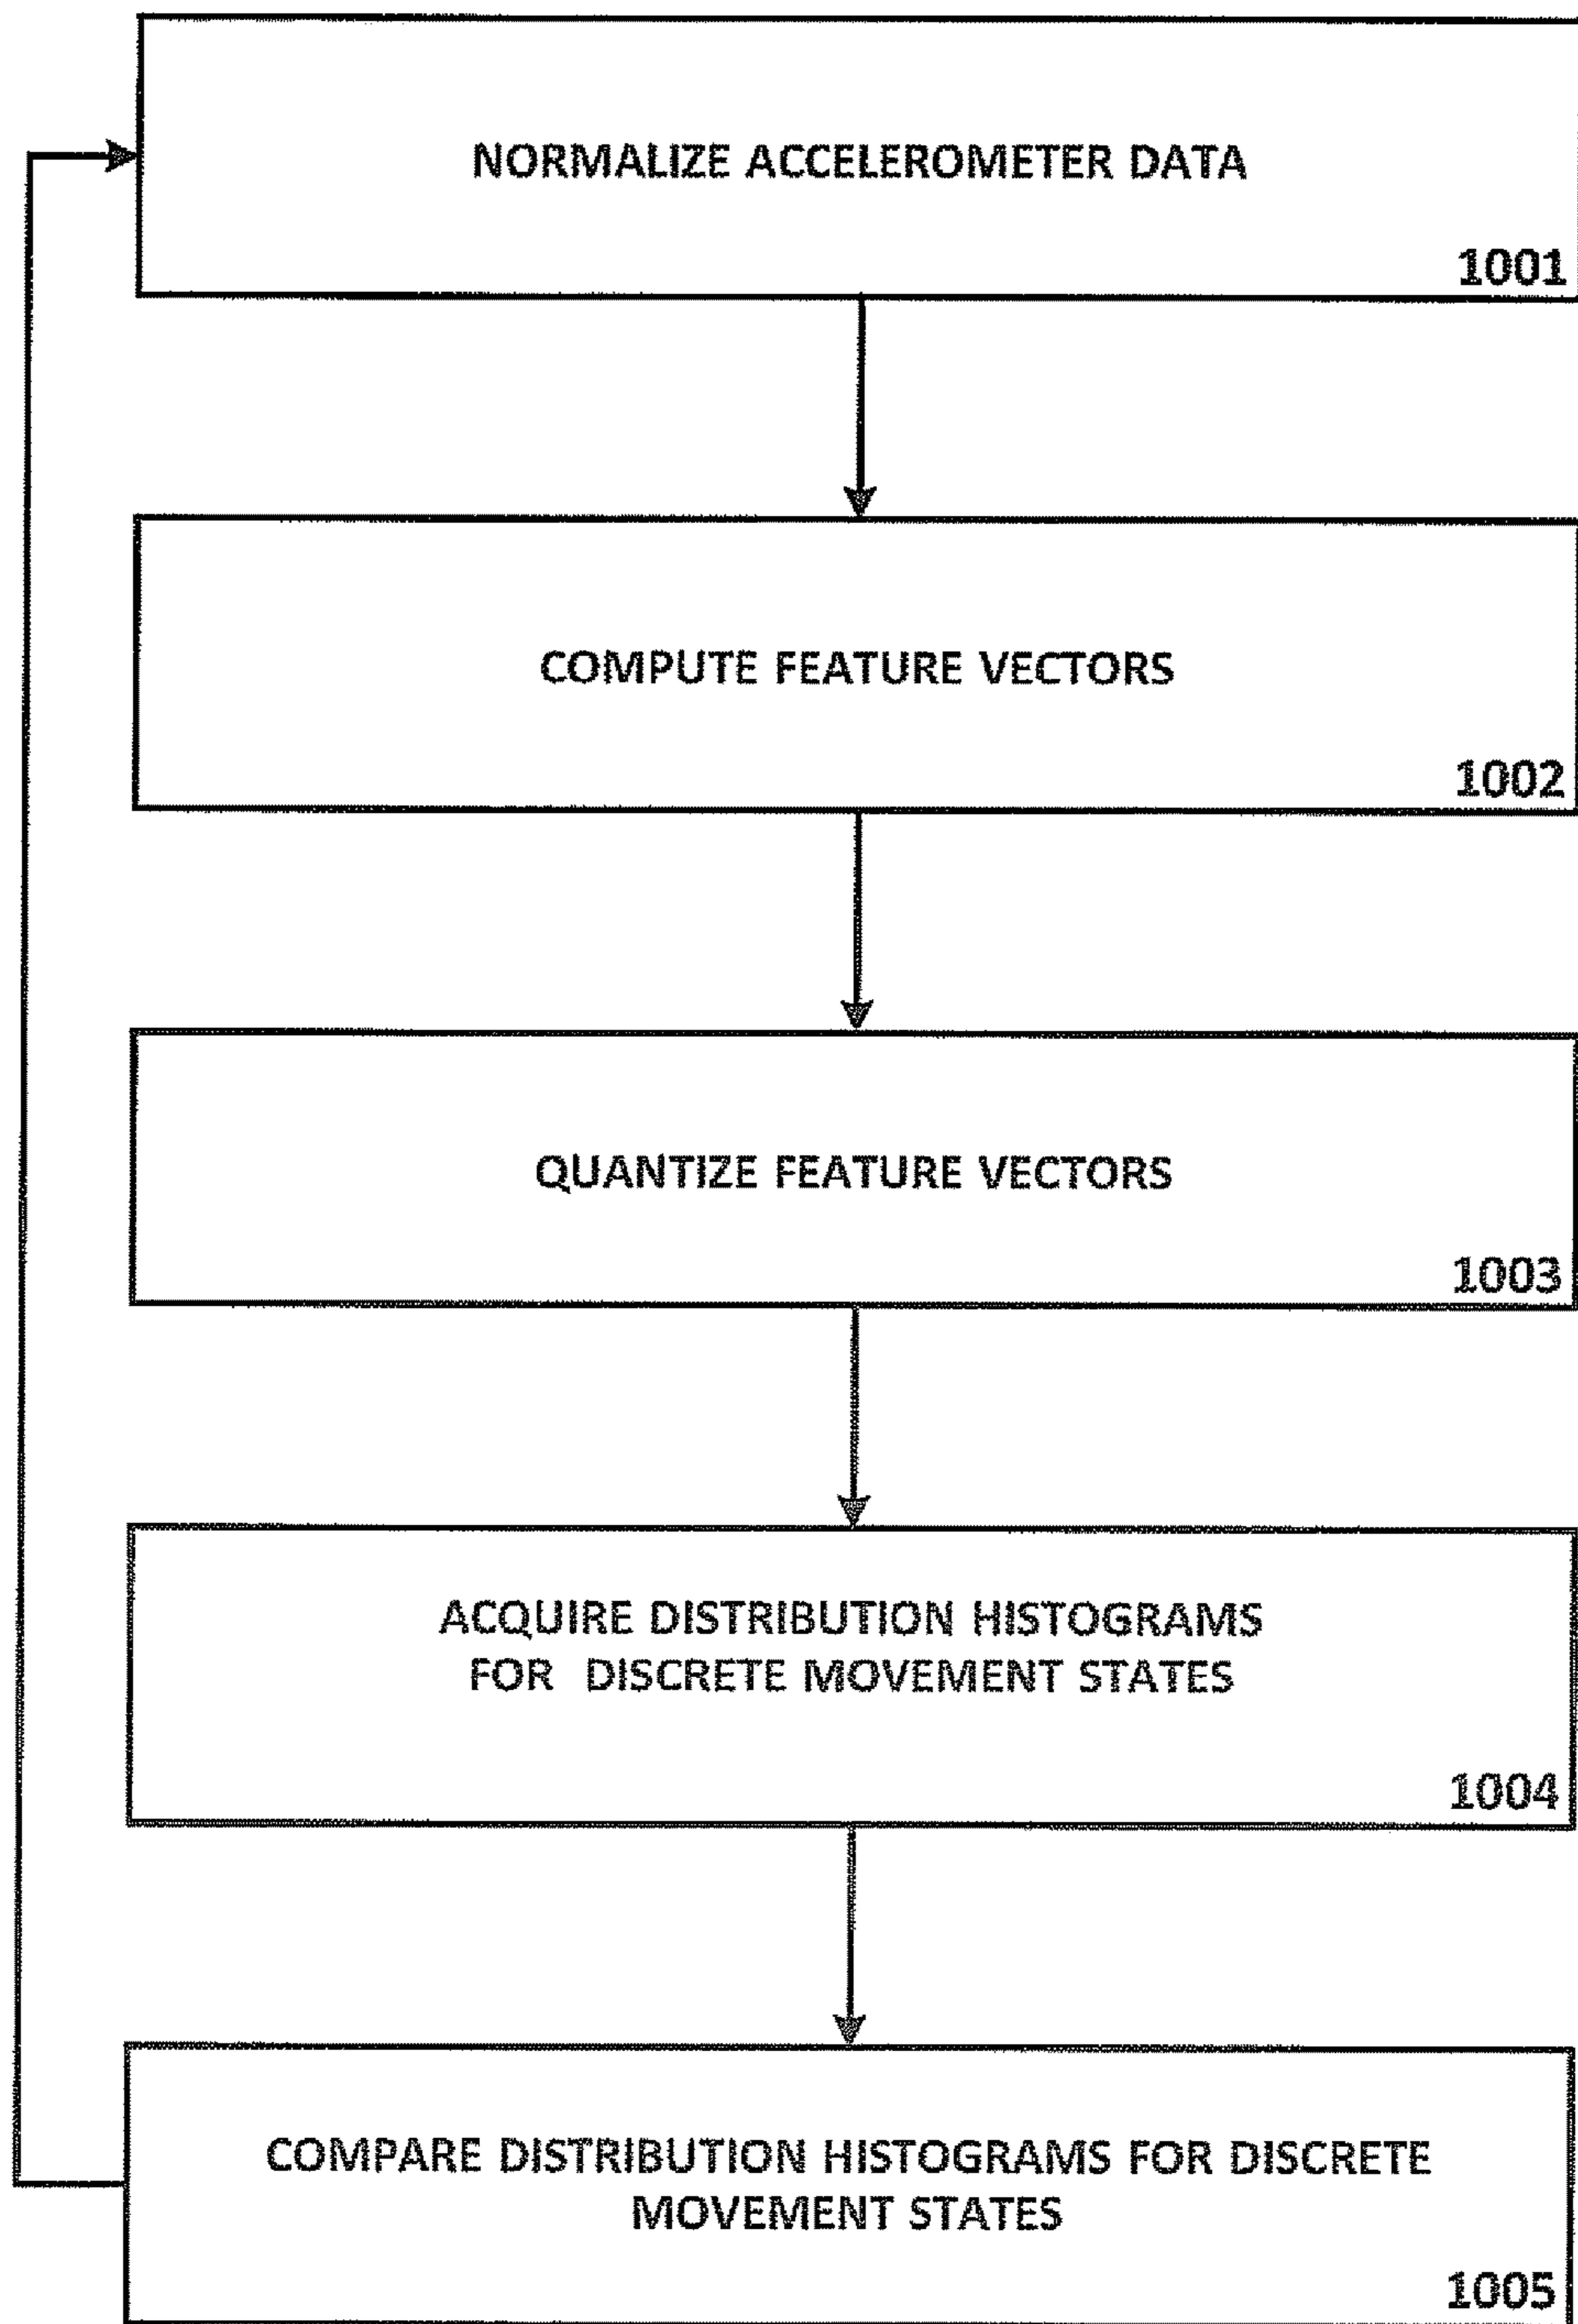 NORMALIZE ACCELEROMETER DATA
1001
COMPUTE FEATURE VECTORS
1002
QUANTIZE FEATURE VECTORS
1003
ACQUIRE DISTRIBUTION HISTOGRAMS
FOR DISCRETE MOVEMENT STATES
1004
COMPARE DISTRIBUTION HISTOGRAMS FOR DISCRETE
MOVEMENT STATES
1005